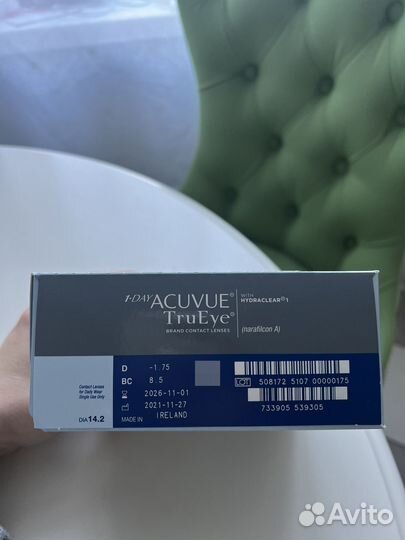 1-DAY ACUVUE® WITH HYDRACLEAR®1
TruEye®
BRAND CONTACT LENSES (narafilcon A)
Contact Lenses
for Daily Wear
Single Use Only
DIA 14.2
D -1.75
BC 8.5
2026-11-01
2021-11-27
MADE IN IRELAND
LOT 508172 5107 00000175
733905 539305
Avito